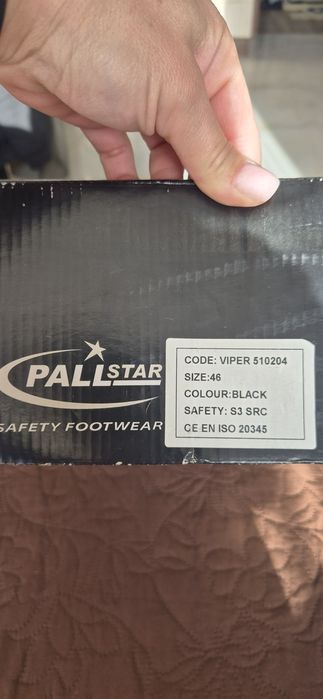 PALLSTAR
SAFETY FOOTWEAR
CODE: VIPER 510204
SIZE:46
COLOUR:BLACK
SAFETY: S3 SRC
CE EN ISO 20345